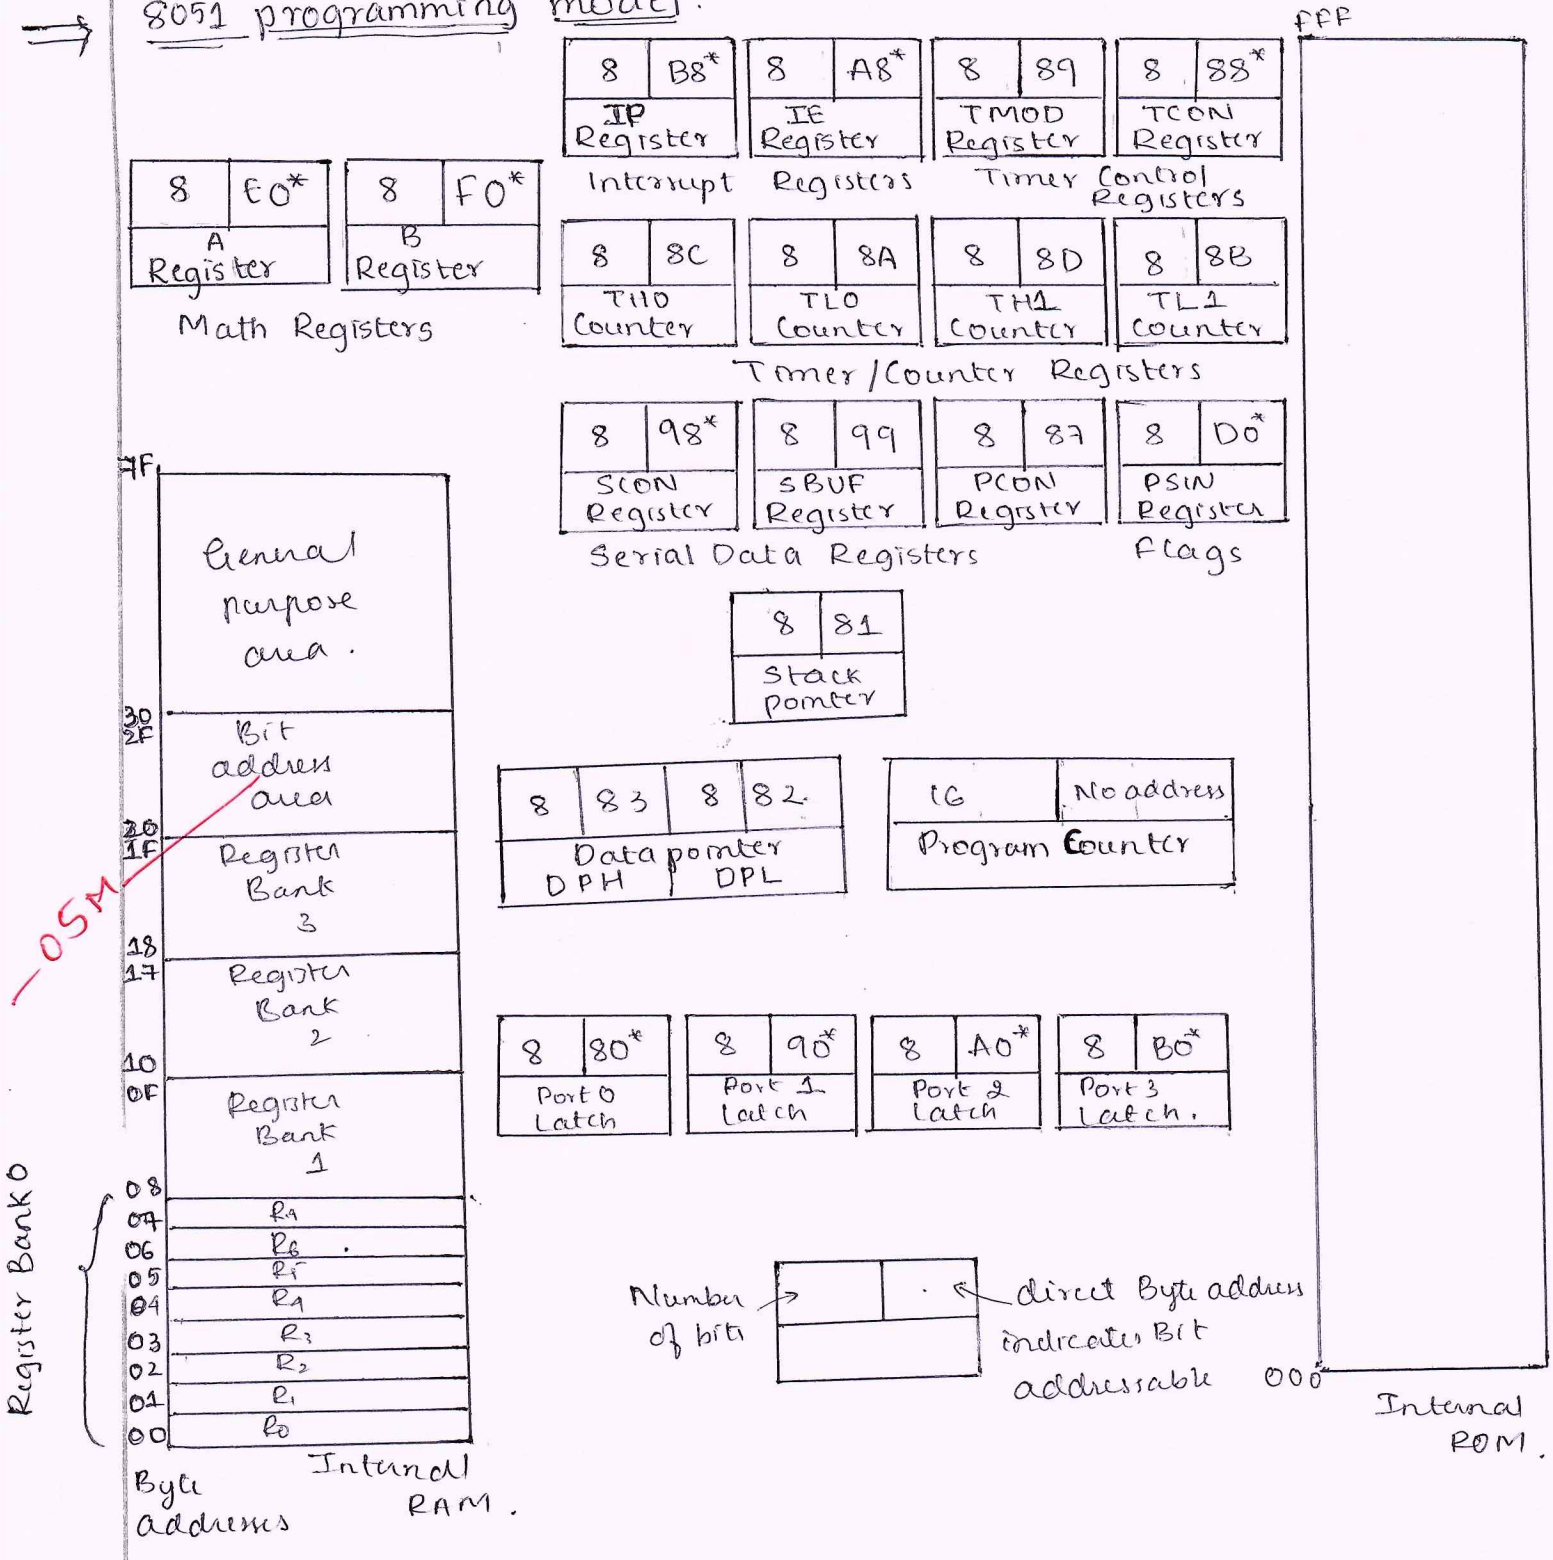 ⇒ 8051 programming model.
FFF
8 B8* 8 A8* 8 89 8 88*
IP Register
IE Register
TMOD Register
TCON Register
Interrupt Registers
Timer Control Registers
8 E0* 8 F0*
A Register
B Register
Math Registers
8 8C 8 8A 8 8D 8 8B
TH0 Counter
TL0 Counter
TH1 Counter
TL1 Counter
Timer/Counter Registers
8 98* 8 99 8 87 8 D0*
SCON Register
SBUF Register
PCON Register
PSW Register
Serial Data Registers
Flags
8 81
Stack pointer
8 83 8 82
Data pointer
DPH DPL
16 No address
Program Counter
8 80* 8 90* 8 A0* 8 B0*
Port 0 Latch
Port 1 Latch
Port 2 Latch
Port 3 Latch.
7F
General
purpose
area.
30
2F
Bit
address
area
20
1F
Register
Bank
3
- 05M
18
17
Register
Bank
2
10
0F
Register
Bank
1
08
07 
06 R6
05 R5
04 R4
03 R3
02 R2
01 R1
00 R0
Register Bank 0
Byte
addresses
Internal
RAM.
Number
of bits
direct Byte address
indicates Bit
addressable
000
Internal
ROM.